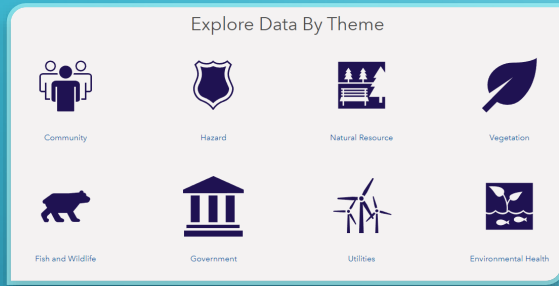 Explore Data By Theme
Community
Hazard
Natural Resource
Vegetation
Fish and Wildlife
Government
Utilities
Environmental Health